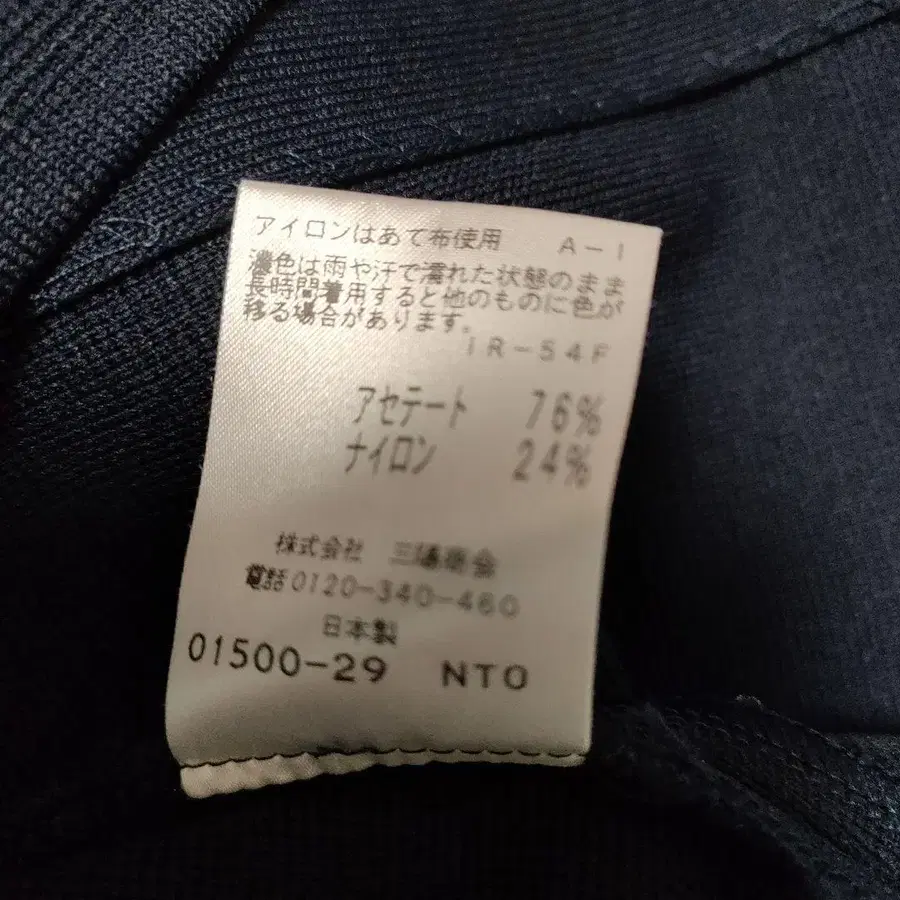 アイロンはあて布使用 A-1
濃色は雨や汗で濡れた状態のまま
長時間着用すると他のものに色が
移る場合があります。
IR-54F
アセテート 76%
ナイロン 24%
株式会社 三陽商会
電話0120-340-460
日本製
01500-29 NTO